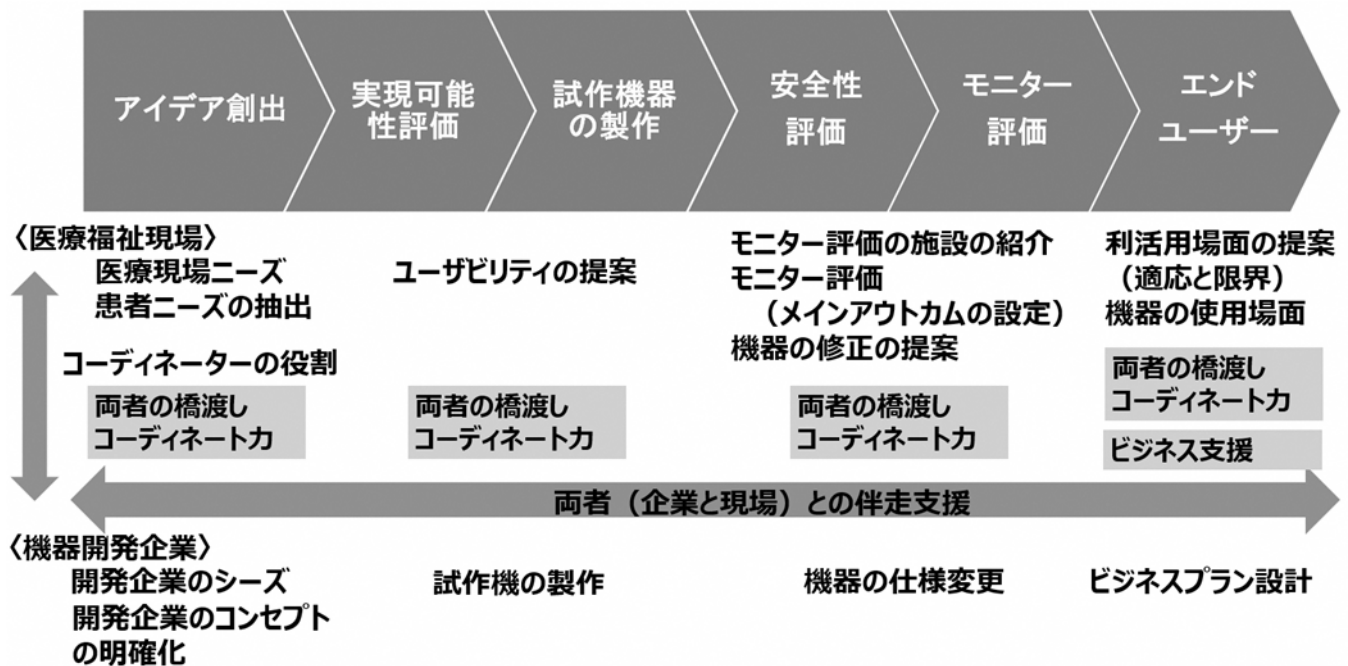 アイデア創出
実現可能
性評価
試作機器
の製作
安全性
評価
モニター
評価
エンド
ユーザー
〈医療福祉現場〉
医療現場ニーズ
患者ニーズの抽出
ユーザビリティの提案
モニター評価の施設の紹介
モニター評価
（メインアウトカムの設定）
機器の修正の提案
利活用場面の提案
（適応と限界）
機器の使用場面
コーディネーターの役割
両者の橋渡し
コーディネート力
両者の橋渡し
コーディネート力
両者の橋渡し
コーディネート力
両者の橋渡し
コーディネート力
ビジネス支援
両者（企業と現場）との伴走支援
〈機器開発企業〉
開発企業のシーズ
開発企業のコンセプト
の明確化
試作機の製作
機器の仕様変更
ビジネスプラン設計